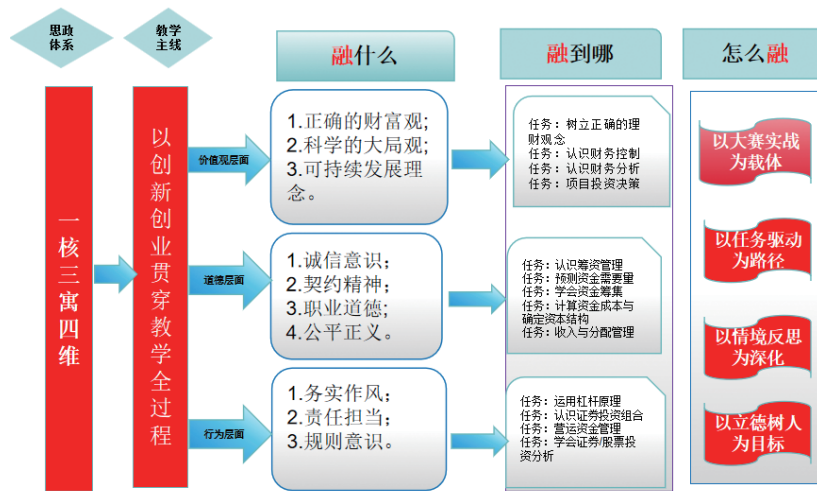 思政
体系
教学
主线
融什么
融到哪
怎么融
一核三寓四维
以创新创业贯穿教学全过程
价值观层面
1.正确的财富观;
2.科学的大局观;
3.可持续发展理
念。
任务：树立正确的理
财观念
任务：认识财务控制
任务：认识财务分析
任务：项目投资决策
道德层面
1.诚信意识;
2.契约精神;
3.职业道德;
4.公平正义。
任务：认识筹资管理
任务：预测资金需要量
任务：学会资金筹集
任务：计算资金成本与
确定资本结构
任务：收入与分配管理
行为层面
1.务实作风;
2.责任担当;
3.规则意识。
任务：运用杠杆原理
任务：认识证券投资组合
任务：营运资金管理
任务：学会证券/股票投
资分析
以大赛实战
为载体
以任务驱动
为路径
以情境反思
为深化
以立德树人
为目标